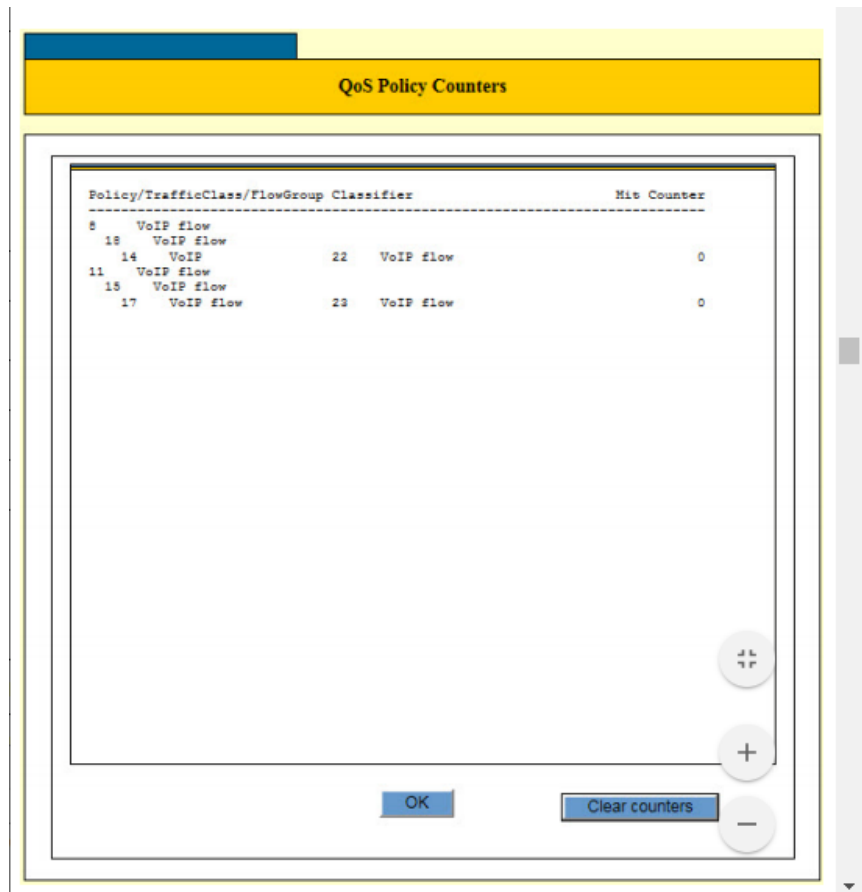 QoS Policy Counters
Policy/TrafficClass/FlowGroup Classifier Hit Counter
-----------------------------------------------------------------------------
8 VoIP flow
18 VoIP flow
14 VoIP 22 VoIP flow 0
11 VoIP flow
15 VoIP flow
17 VoIP flow 23 VoIP flow 0
OK
Clear counters